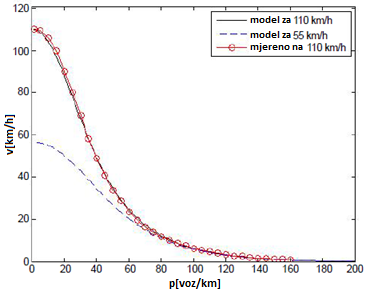 120
100
80
60
40
20
0
v[km/h]
model za 110 km/h
model za 55 km/h
mjereno na 110 km/h
0 20 40 60 80 100 120 140 160 180 200
p[voz/km]